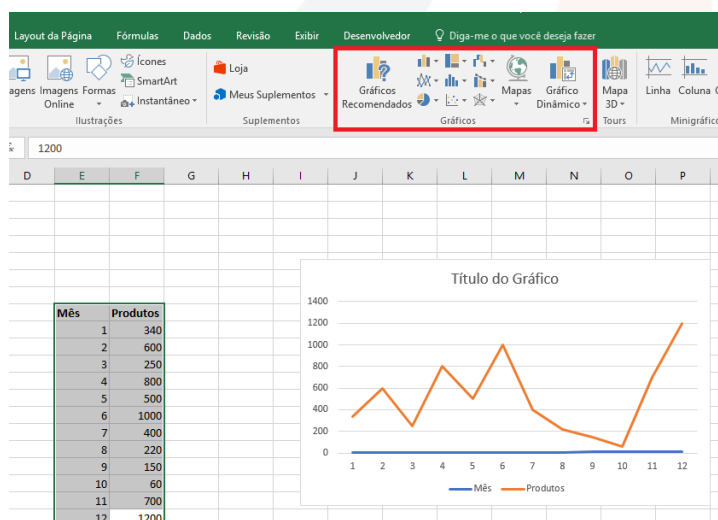 Layout da Página Fórmulas Dados Revisão Exibir Desenvolvedor Diga-me o que você deseja fazer
Imagens Formas
Online
Ícones
SmartArt
Instantâneo
Ilustrações
Loja
Meus Suplementos
Suplementos
Gráficos
Recomendados
Mapas
Gráfico
Dinâmico
Gráficos
Mapa
3D
Tours
Linha Coluna
1200
D E F G H I J K L M N O P
Mês Produtos
1 340
2 600
3 250
4 800
5 500
6 1000
7 400
8 220
9 150
10 60
11 700
12 1200
Título do Gráfico
1400
1200
1000
800
600
400
200
0
1 2 3 4 5 6 7 8 9 10 11 12
Mês Produtos